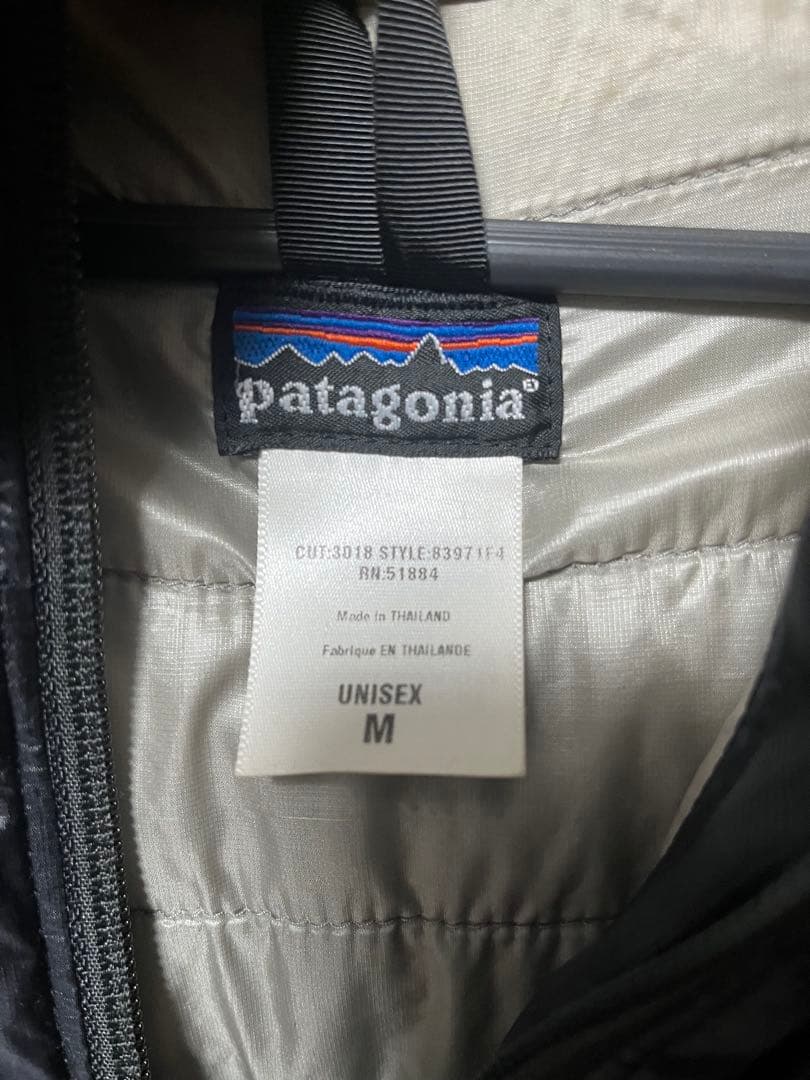 patagonia®
CUT:3018 STYLE:83971F4
RN:51884
Made in THAILAND
Fabrique EN THAILANDE
UNISEX
M